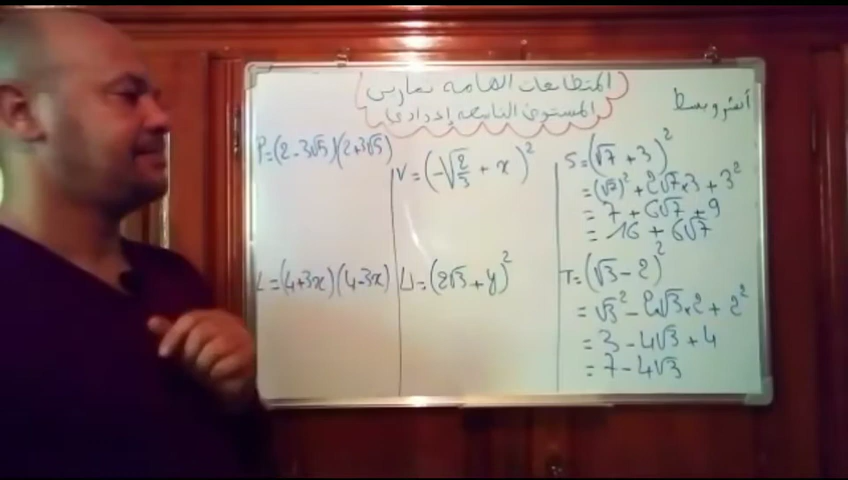 المتطابقات الهامة تمارين
المستوى التاسعة إعدادي
أنشر وبسط
P=(2-3√5)(2+3√5)
L=(4+3x)(4-3x)
V=(-√(2/3)+x)²
U=(2√3+y)²
S=(√7+3)²
=(√7)²+2√7×3+3²
=7+6√7+9
=16+6√7
T=(√3-2)²
=√3²-2√3×2+2²
=3-4√3+4
=7-4√3